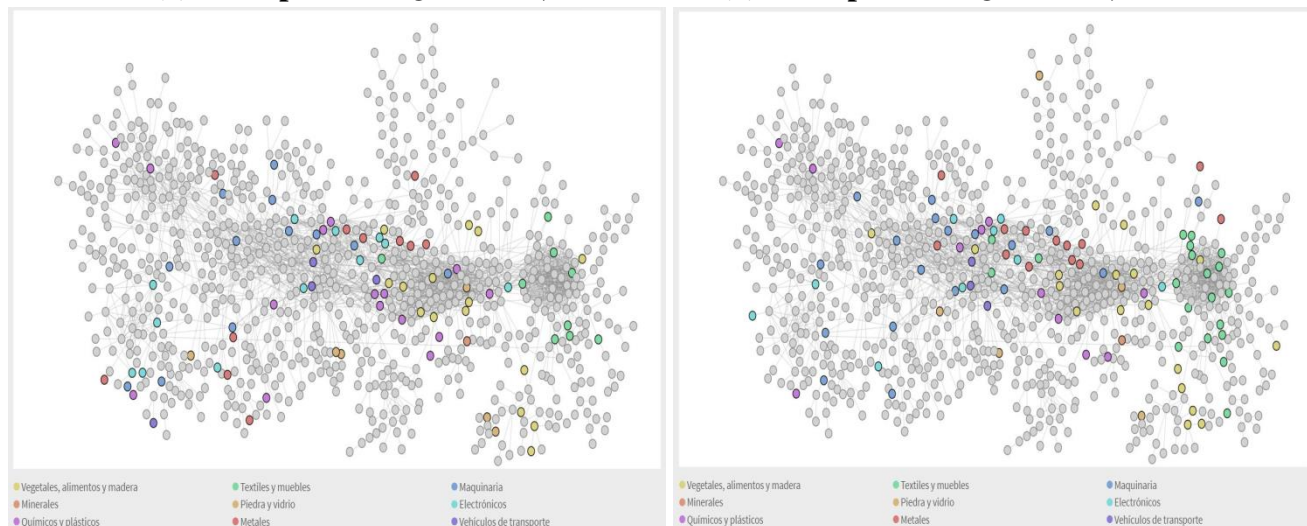 Vegetales, alimentos y madera Textiles y muebles Maquinaria
Minerales Piedra y vidrio Electrónicos
Químicos y plásticos Metales Vehículos de transporte
Vegetales, alimentos y madera Textiles y muebles Maquinaria
Minerales Piedra y vidrio Electrónicos
Químicos y plásticos Metales Vehículos de transporte